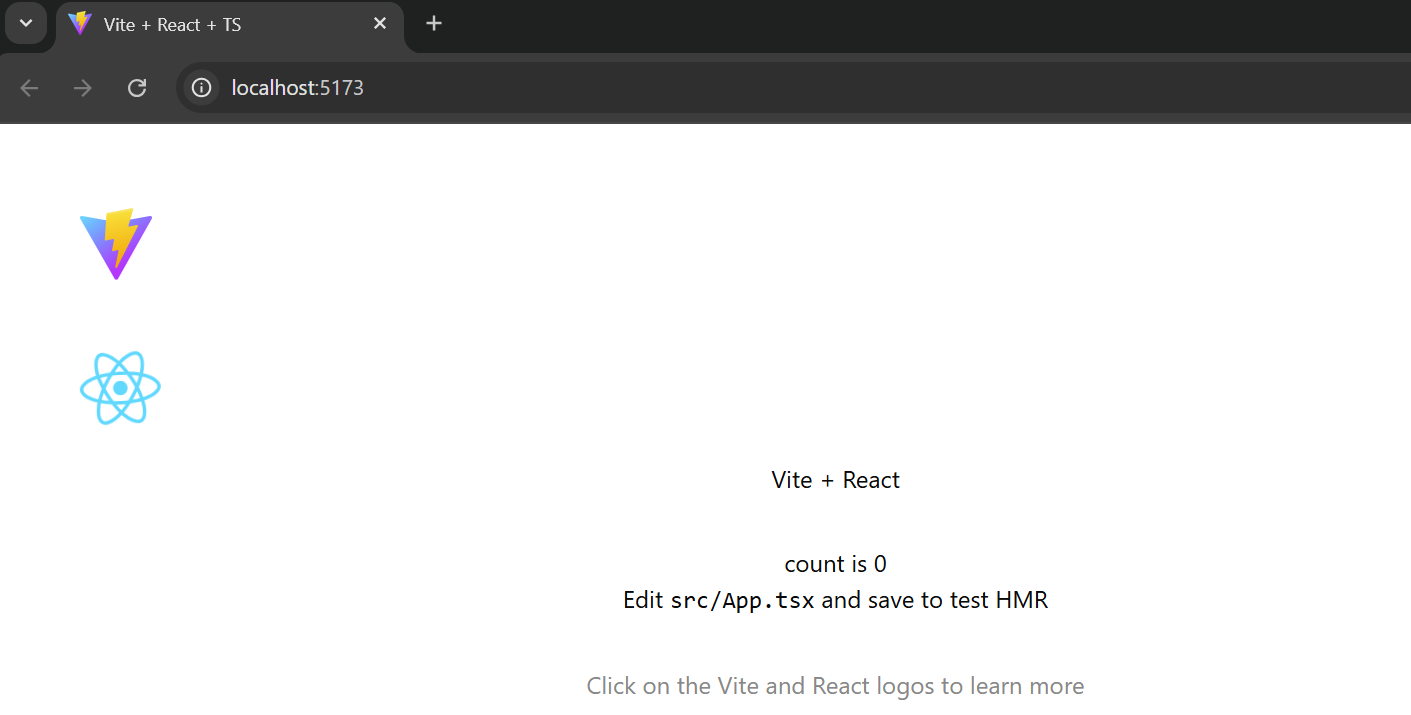 Vite + React + TS
localhost:5173
Vite + React
count is 0
Edit src/App.tsx and save to test HMR
Click on the Vite and React logos to learn more